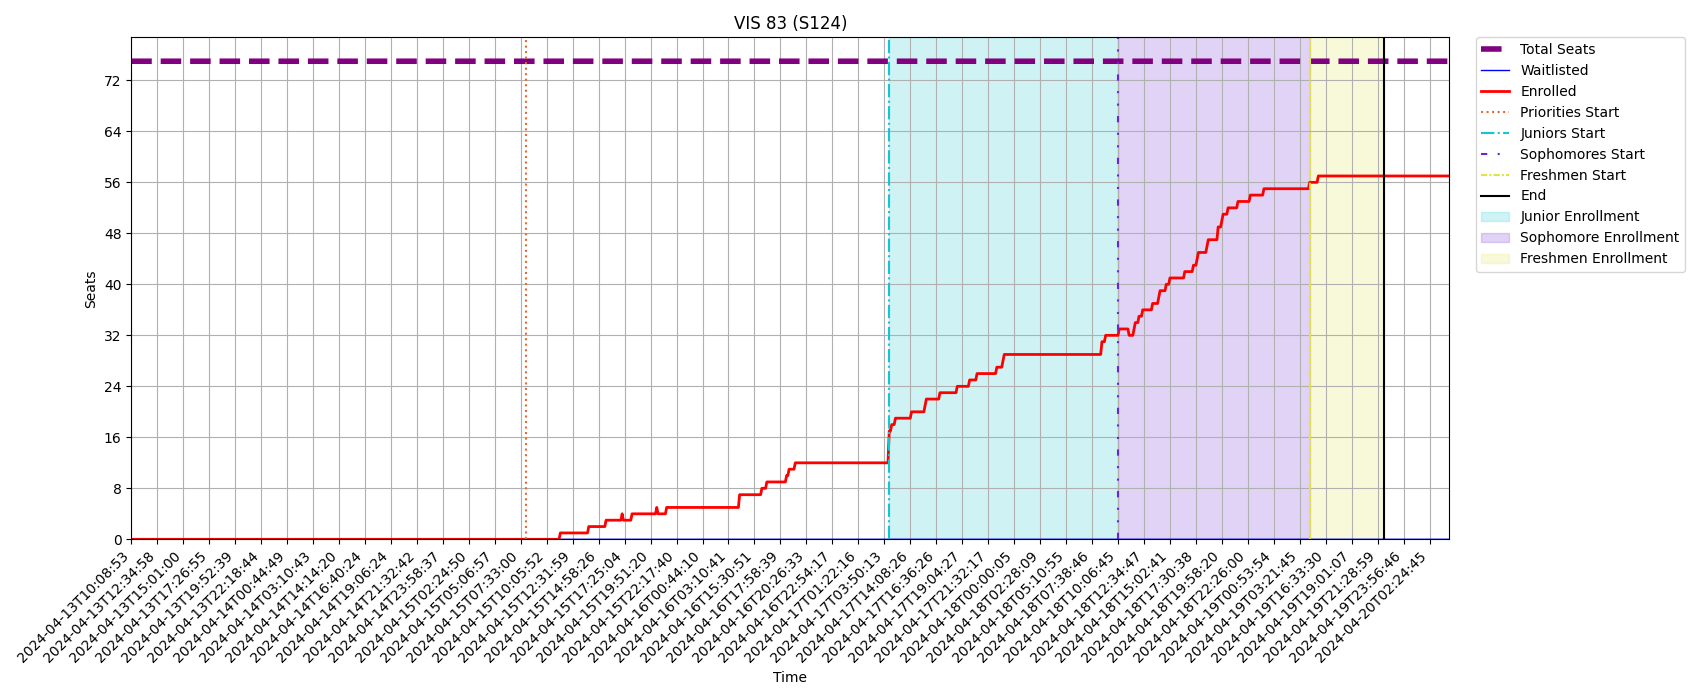 VIS 83 (S124)
Total Seats
Waitlisted
Enrolled
Priorities Start
Juniors Start
Sophomores Start
Freshmen Start
End
Junior Enrollment
Sophomore Enrollment
Freshmen Enrollment
Seats
72
64
56
48
40
32
24
16
8
0
2024-04-13T10:08:53
2024-04-13T12:34:58
2024-04-13T15:01:00
2024-04-13T17:26:55
2024-04-13T19:52:39
2024-04-13T22:18:44
2024-04-14T00:44:49
2024-04-14T03:10:43
2024-04-14T14:14:20
2024-04-14T16:40:24
2024-04-14T19:06:24
2024-04-14T21:32:42
2024-04-14T23:58:37
2024-04-15T02:24:50
2024-04-15T05:06:57
2024-04-15T07:33:00
2024-04-15T10:05:52
2024-04-15T12:31:59
2024-04-15T14:58:26
2024-04-15T17:25:04
2024-04-15T19:51:20
2024-04-15T22:17:40
2024-04-16T00:44:10
2024-04-16T03:10:41
2024-04-16T15:30:51
2024-04-16T17:58:39
2024-04-16T20:26:33
2024-04-16T22:54:17
2024-04-17T01:22:16
2024-04-17T03:50:13
2024-04-17T14:08:26
2024-04-17T16:36:26
2024-04-17T19:04:27
2024-04-17T21:32:17
2024-04-18T00:00:05
2024-04-18T02:28:09
2024-04-18T05:10:55
2024-04-18T07:38:46
2024-04-18T10:06:45
2024-04-18T12:34:47
2024-04-18T15:02:41
2024-04-18T17:30:38
2024-04-18T19:58:20
2024-04-18T22:26:00
2024-04-19T00:53:54
2024-04-19T03:21:45
2024-04-19T16:33:30
2024-04-19T19:01:07
2024-04-19T21:28:59
2024-04-19T23:56:46
2024-04-20T02:24:45
Time